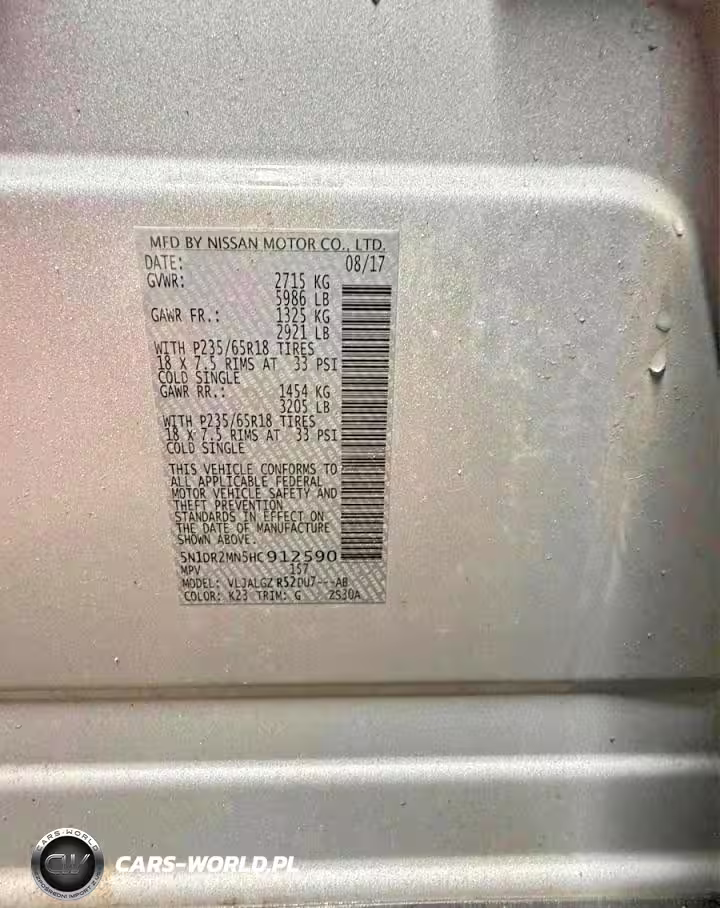 MFD BY NISSAN MOTOR CO., LTD.
DATE: 08/17
GVWR: 2715 KG
5986 LB
GAWR FR.: 1325 KG
2921 LB
WITH P235/65R18 TIRES
18 X 7.5 RIMS AT 33 PSI
COLD SINGLE
GAWR RR.: 1454 KG
3205 LB
WITH P235/65R18 TIRES
18 X 7.5 RIMS AT 33 PSI
COLD SINGLE
THIS VEHICLE CONFORMS TO
ALL APPLICABLE FEDERAL
MOTOR VEHICLE SAFETY AND
THEFT PREVENTION
STANDARDS IN EFFECT ON
THE DATE OF MANUFACTURE
SHOWN ABOVE.
5N1DR2MN5HC912590
MPV 157
MODEL: VLJALGZ R52DU7---AB
COLOR: K23 TRIM: G 2S30A
CARS-WORLD
CW
CARS-WORLD.PL